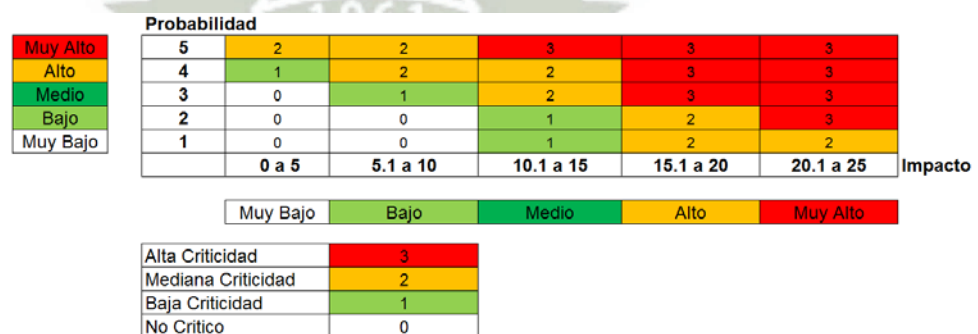 1961
Probabilidad
Muy Alto 5 2 2 3 3 3
Alto 4 1 2 2 3 3
Medio 3 0 1 2 3 3
Bajo 2 0 0 1 2 3
Muy Bajo 1 0 0 1 2 2
0 a 5 5.1 a 10 10.1 a 15 15.1 a 20 20.1 a 25 Impacto
Muy Bajo Bajo Medio Alto Muy Alto
Alta Criticidad 3
Mediana Criticidad 2
Baja Criticidad 1
No Critico 0